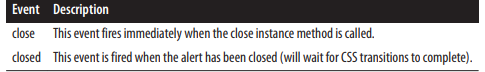 Event Description
close This event fires immediately when the close instance method is called.
closed This event is fired when the alert has been closed (will wait for CSS transitions to complete).